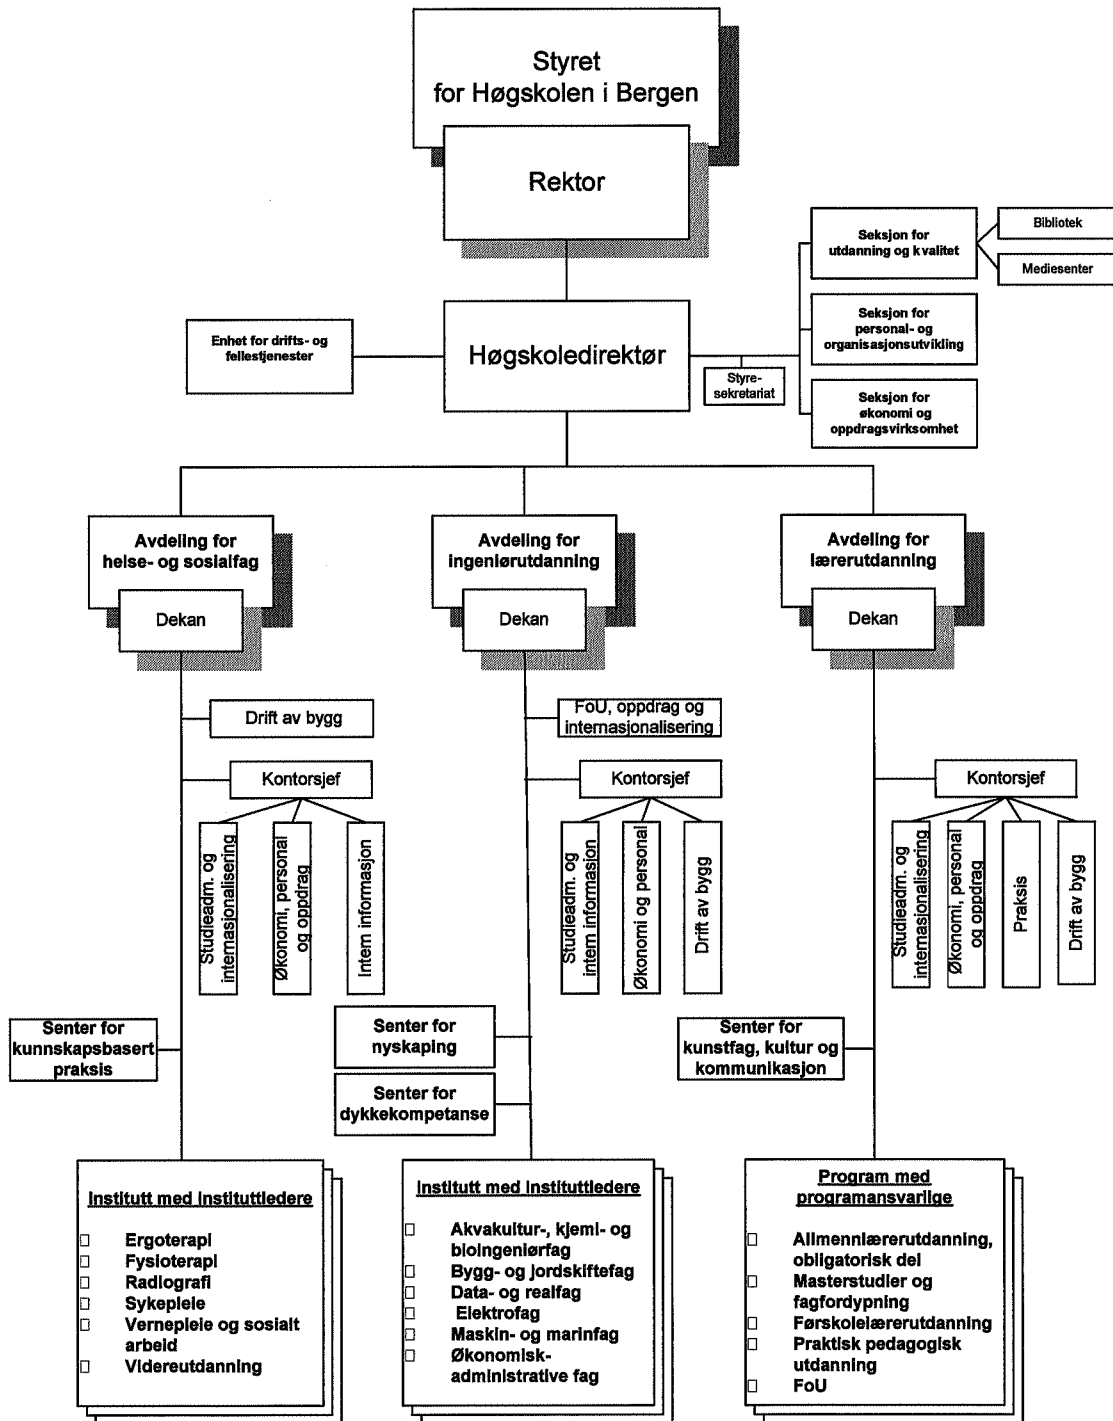 Styret
for Høgskolen i Bergen
Rektor
Seksjon for
utdanning og kvalitet
Bibliotek
Mediesenter
Enhet for drifts- og
fellestjenester
Høgskoledirektør
Styre-
sekretariat
Seksjon for
personal- og
organisasjonsutvikling
Seksjon for
økonomi og
oppdragsvirksomhet
Avdeling for
helse- og sosialfag
Dekan
Avdeling for
ingeniørutdanning
Dekan
Avdeling for
lærerutdanning
Dekan
Drift av bygg
Kontorsjef
Studieadm. og
internasjonalisering
Økonomi, personal
og oppdrag
Intern informasjon
FoU, oppdrag og
internasjonalisering
Kontorsjef
Studieadm. og
intern informasion
Økonomi og personal
Drift av bygg
Kontorsjef
Studieadm. og
internasjonalisering
Økonomi, personal
og oppdrag
Praksis
Drift av bygg
Senter for
kunnskapsbasert
praksis
Senter for
nyskaping
Senter for
dykkekompetanse
Senter for
kunstfag, kultur og
kommunikasjon
Institutt med instituttledere
Ergoterapi
Fysioterapi
Radiografi
Sykepleie
Vernepleie og sosialt
arbeid
Videreutdanning
Institutt med instituttledere
Akvakultur-, kjemi- og
bioingeniørfag
Bygg- og jordskiftefag
Data- og realfag
Elektrofag
Maskin- og marinfag
Økonomisk-
administrative fag
Program med
programansvarlige
Allmennlærerutdanning,
obligatorisk del
Masterstudier og
fagfordypning
Førskolelærerutdanning
Praktisk pedagogisk
utdanning
FoU